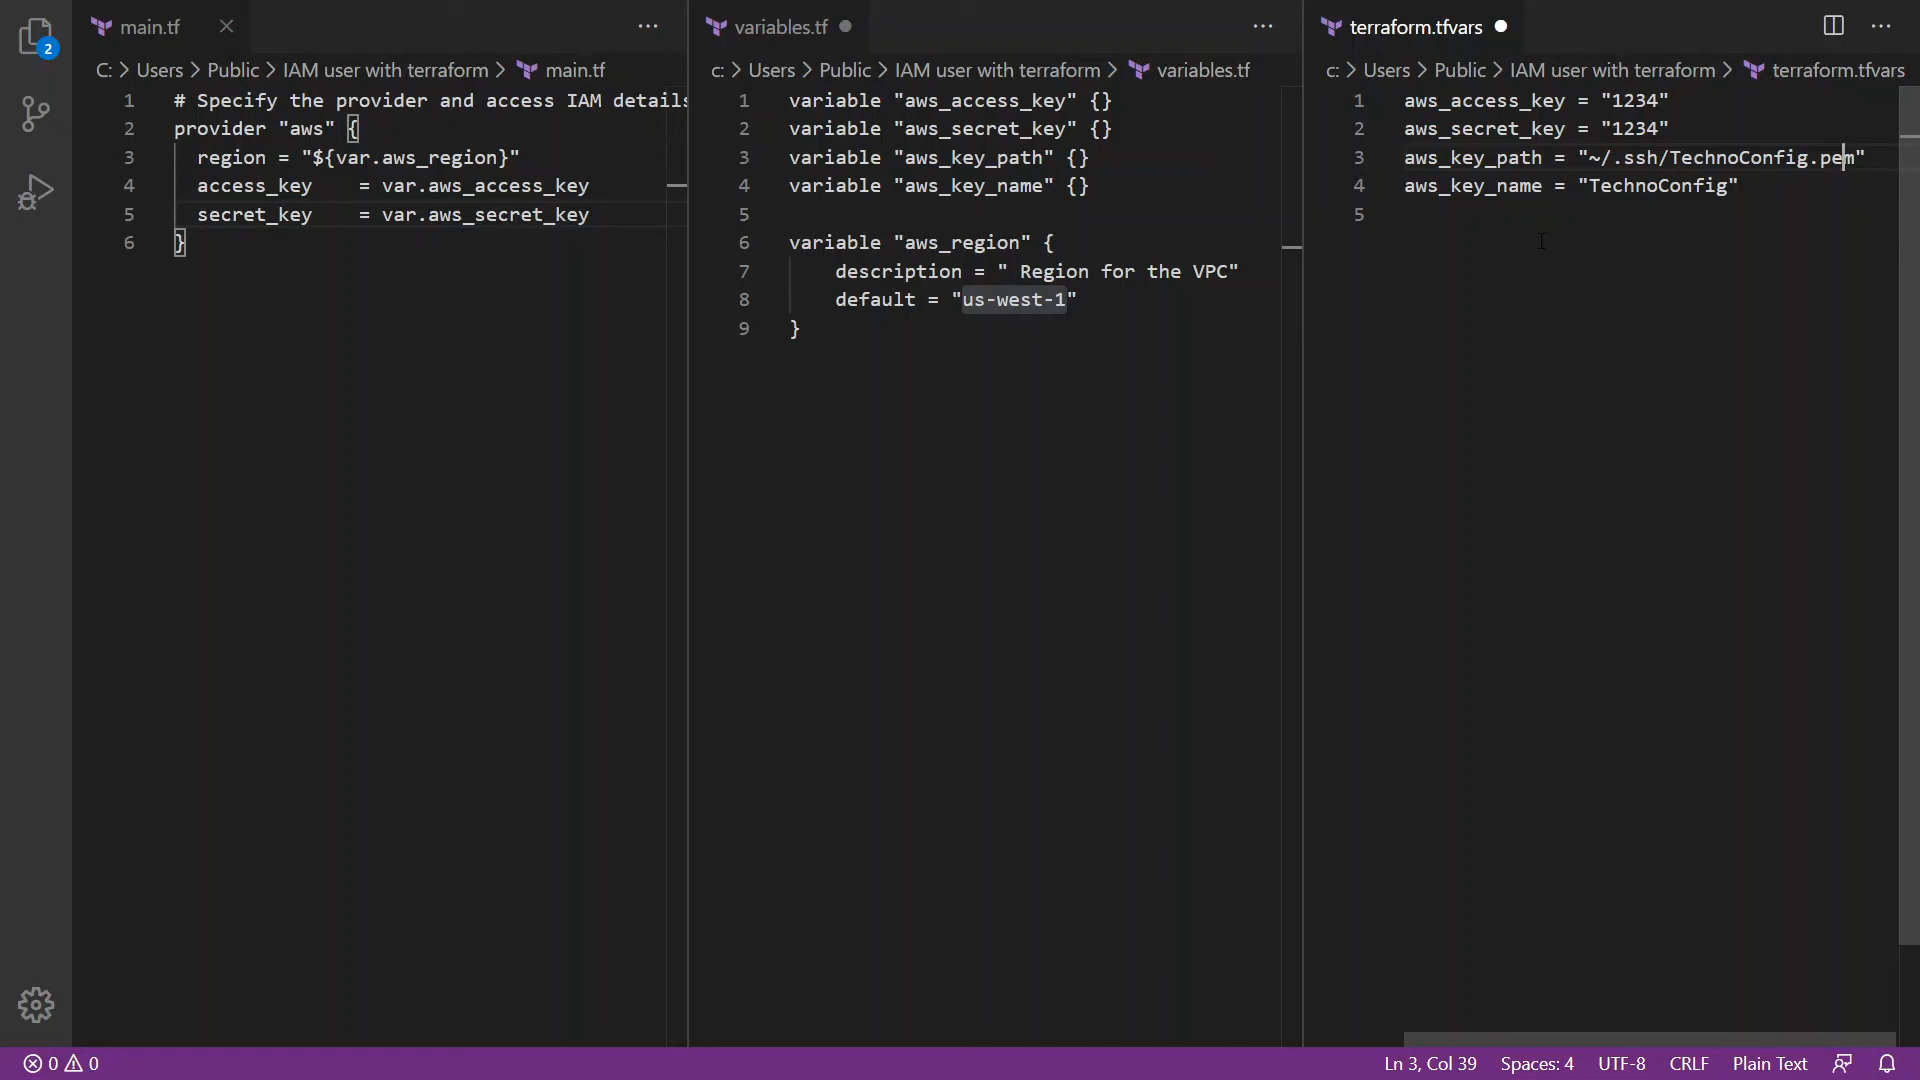 2
main.tf
C: > Users > Public > IAM user with terraform > main.tf
1 # Specify the provider and access IAM details
2 provider "aws" {
3 region = "${var.aws_region}"
4 access_key    = var.aws_access_key
5 secret_key    = var.aws_secret_key
6 }
variables.tf
c: > Users > Public > IAM user with terraform > variables.tf
1 variable "aws_access_key" {}
2 variable "aws_secret_key" {}
3 variable "aws_key_path" {}
4 variable "aws_key_name" {}
5
6 variable "aws_region" {
7     description = " Region for the VPC"
8     default = "us-west-1"
9 }
terraform.tfvars
c: > Users > Public > IAM user with terraform > terraform.tfvars
1 aws_access_key = "1234"
2 aws_secret_key = "1234"
3 aws_key_path = "~/.ssh/TechnoConfig.pem"
4 aws_key_name = "TechnoConfig"
5
0 0 Ln 3, Col 39 Spaces: 4 UTF-8 CRLF Plain Text